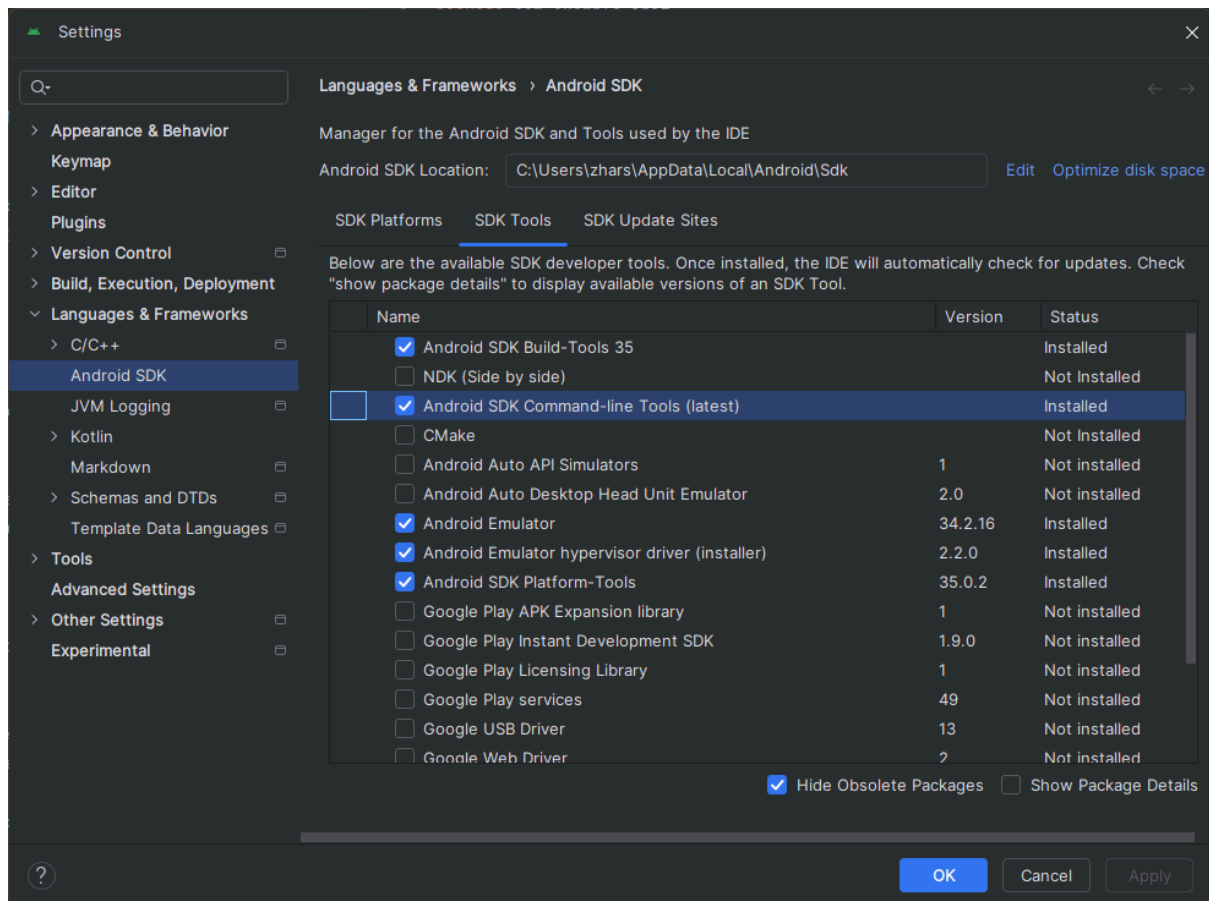 Settings
Languages & Frameworks › Android SDK
Appearance & Behavior
Keymap
Editor
Plugins
Version Control
Build, Execution, Deployment
Languages & Frameworks
C/C++
Android SDK
JVM Logging
Kotlin
Markdown
Schemas and DTDs
Template Data Languages
Tools
Advanced Settings
Other Settings
Experimental
Manager for the Android SDK and Tools used by the IDE
Android SDK Location: C:\Users\zhars\AppData\Local\Android\Sdk Edit Optimize disk space
SDK Platforms SDK Tools SDK Update Sites
Below are the available SDK developer tools. Once installed, the IDE will automatically check for updates. Check
"show package details" to display available versions of an SDK Tool.
Name Version Status
Android SDK Build-Tools 35 Installed
NDK (Side by side) Not Installed
Android SDK Command-line Tools (latest) Installed
CMake Not Installed
Android Auto API Simulators 1 Not installed
Android Auto Desktop Head Unit Emulator 2.0 Not installed
Android Emulator 34.2.16 Installed
Android Emulator hypervisor driver (installer) 2.2.0 Installed
Android SDK Platform-Tools 35.0.2 Installed
Google Play APK Expansion library 1 Not installed
Google Play Instant Development SDK 1.9.0 Not installed
Google Play Licensing Library 1 Not installed
Google Play services 49 Not installed
Google USB Driver 13 Not installed
Google Web Driver 2 Not installed
Hide Obsolete Packages Show Package Details
? OK Cancel Apply